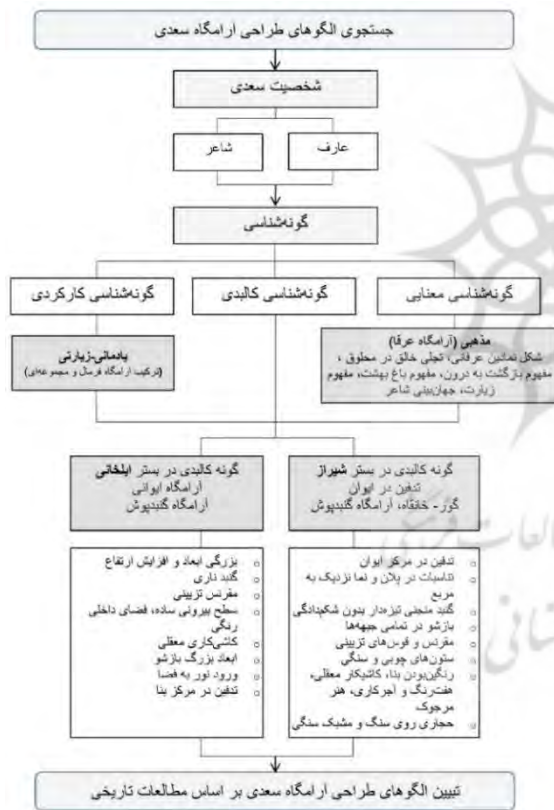 جستجوی الگوهای طراحی آرامگاه سعدی
شخصیت سعدی
عارف
شاعر
گونه‌شناسی
گونه‌شناسی معنایی
گونه‌شناسی کالبدی
گونه‌شناسی کارکردی
مذهبی (آرامگاه عرفا)
شکل نمادین عرفانی، تجلی خالق در مخلوق ،
مفهوم بازگشت به درون، مفهوم باغ بهشت، مفهوم
زیارت، جهان‌بینی شاعر
یادمانی-زیارتی
(ترکیب آرامگاه فرمال و مجموعه‌ای)
گونه کالبدی در بستر شیراز
تدفین در ایوان
گور - خانقاه، آرامگاه گنبدپوش
گونه کالبدی در بستر ایلخانی
آرامگاه ایوانی
آرامگاه گنبدپوش
تدفین در مرکز ایوان
تناسبات در پلان و نما نزدیک به
مربع
گنبد منحنی تیزه‌دار بدون شکم‌دادگی
بازشو در تمامی جبهه‌ها
مقرنس و قوس‌های تزیینی
ستون‌های چوبی و سنگی
رنگین‌بودن بنا، کاشیکار معقلی،
هفت‌رنگ و آجرکاری، هنر
مرجوک
حجاری روی سنگ و مشبک سنگی
بزرگی ابعاد و افزایش ارتفاع
گنبد ناری
مقرنس تزیینی
سطح بیرونی ساده، فضای داخلی
رنگی
کاشی‌کاری معقلی
ابعاد بزرگ بازشو
ورود نور به فضا
تدفین در مرکز بنا
تبیین الگوهای طراحی آرامگاه سعدی بر اساس مطالعات تاریخی